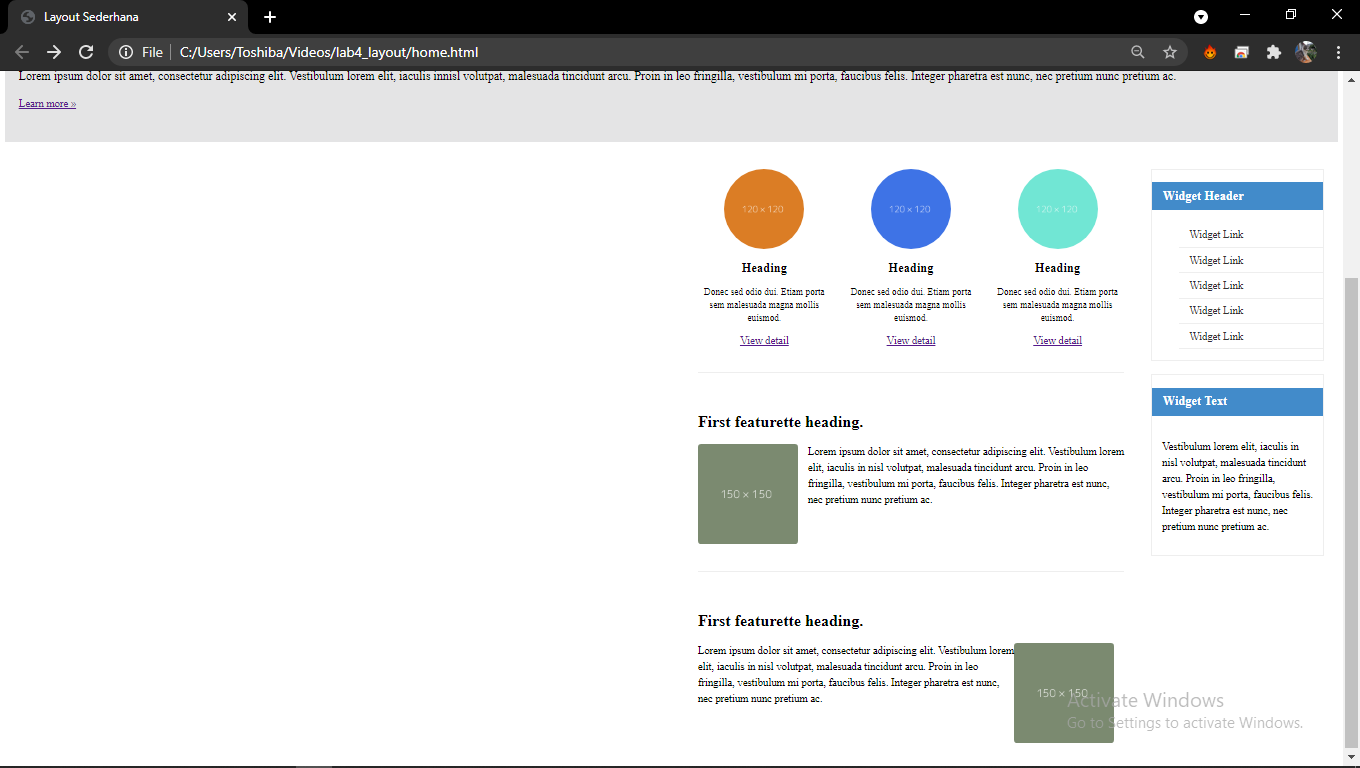 Layout Sederhana
File
C:/Users/Toshiba/Videos/lab4_layout/home.html
Lorem ipsum dolor sit amet, consectetur adipiscing elit. Vestibulum lorem elit, iaculis innisl volutpat, malesuada tincidunt arcu. Proin in leo fringilla, vestibulum mi porta, faucibus felis. Integer pharetra est nunc, nec pretium nunc pretium ac.
Learn more »
120 × 120
120 × 120
120 × 120
Heading
Heading
Heading
Donec sed odio dui. Etiam porta
sem malesuada magna mollis
euismod.
Donec sed odio dui. Etiam porta
sem malesuada magna mollis
euismod.
Donec sed odio dui. Etiam porta
sem malesuada magna mollis
euismod.
View detail
View detail
View detail
First featurette heading.
150 × 150
Lorem ipsum dolor sit amet, consectetur adipiscing elit. Vestibulum lorem
elit, iaculis in nisl volutpat, malesuada tincidunt arcu. Proin in leo
fringilla, vestibulum mi porta, faucibus felis. Integer pharetra est nunc,
nec pretium nunc pretium ac.
First featurette heading.
Lorem ipsum dolor sit amet, consectetur adipiscing elit. Vestibulum lorem
elit, iaculis in nisl volutpat, malesuada tincidunt arcu. Proin in leo
fringilla, vestibulum mi porta, faucibus felis. Integer pharetra est nunc,
nec pretium nunc pretium ac.
150 × 150
Widget Header
Widget Link
Widget Link
Widget Link
Widget Link
Widget Link
Widget Text
Vestibulum lorem elit, iaculis in
nisl volutpat, malesuada tincidunt
arcu. Proin in leo fringilla,
vestibulum mi porta, faucibus felis.
Integer pharetra est nunc, nec
pretium nunc pretium ac.
Activate Windows
Go to Settings to activate Windows.